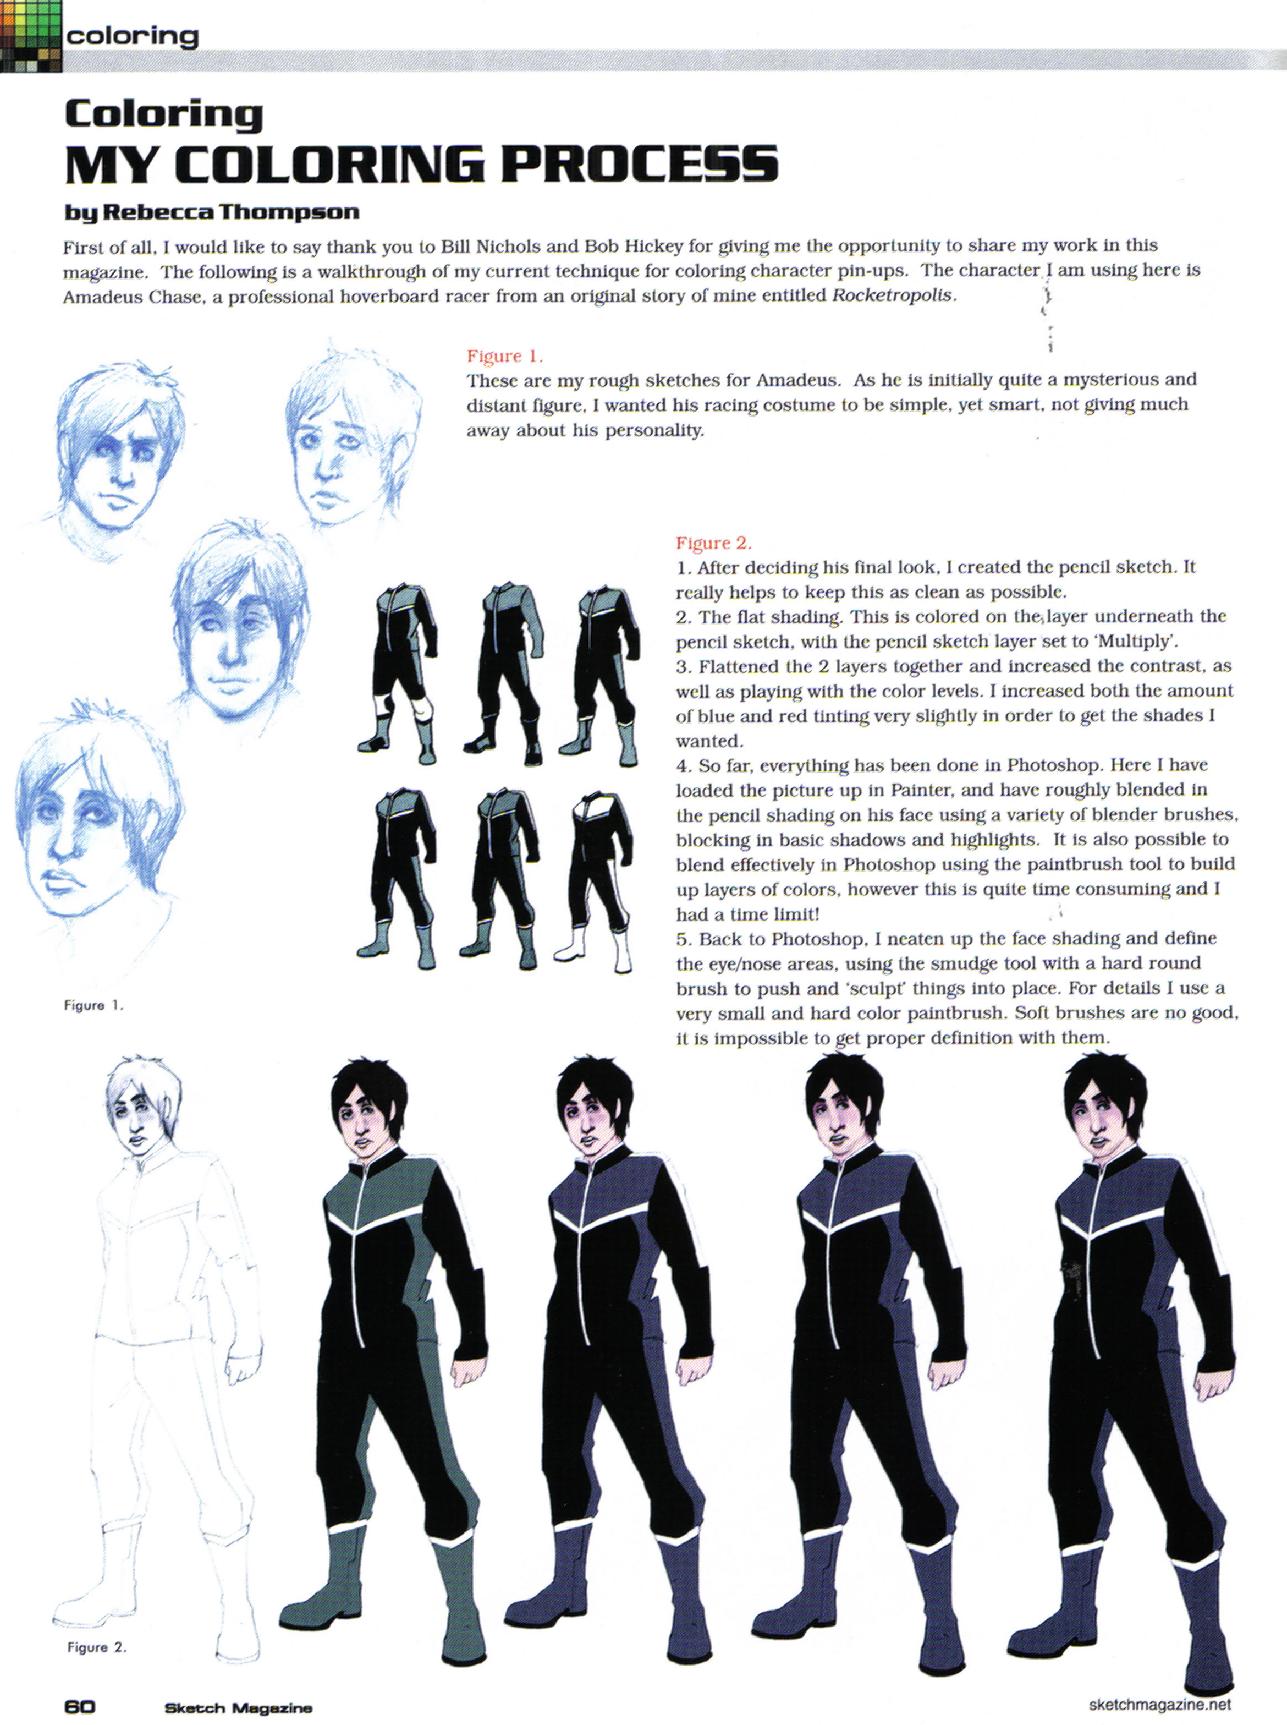 coloring
Coloring
MY COLORING PROCESS
by Rebecca Thompson
First of all, I would like to say thank you to Bill Nichols and Bob Hickey for giving me the opportunity to share my work in this
magazine. The following is a walkthrough of my current technique for coloring character pin-ups. The character I am using here is
Amadeus Chase, a professional hoverboard racer from an original story of mine entitled Rocketropolis.
Figure 1.
These are my rough sketches for Amadeus. As he is initially quite a mysterious and
distant figure, I wanted his racing costume to be simple, yet smart, not giving much
away about his personality.
Figure 2.
1. After deciding his final look, I created the pencil sketch. It
really helps to keep this as clean as possible.
2. The flat shading. This is colored on the layer underneath the
pencil sketch, with the pencil sketch layer set to 'Multiply'.
3. Flattened the 2 layers together and increased the contrast, as
well as playing with the color levels. I increased both the amount
of blue and red tinting very slightly in order to get the shades I
wanted.
4. So far, everything has been done in Photoshop. Here I have
loaded the picture up in Painter, and have roughly blended in
the pencil shading on his face using a variety of blender brushes,
blocking in basic shadows and highlights. It is also possible to
blend effectively in Photoshop using the paintbrush tool to build
up layers of colors, however this is quite time consuming and I
had a time limit!
5. Back to Photoshop, I neaten up the face shading and define
the eye/nose areas, using the smudge tool with a hard round
brush to push and 'sculpt' things into place. For details I use a
very small and hard color paintbrush. Soft brushes are no good,
it is impossible to get proper definition with them.
Figure 1.
Figure 2.
60 Sketch Magazine
sketchmagazine.net